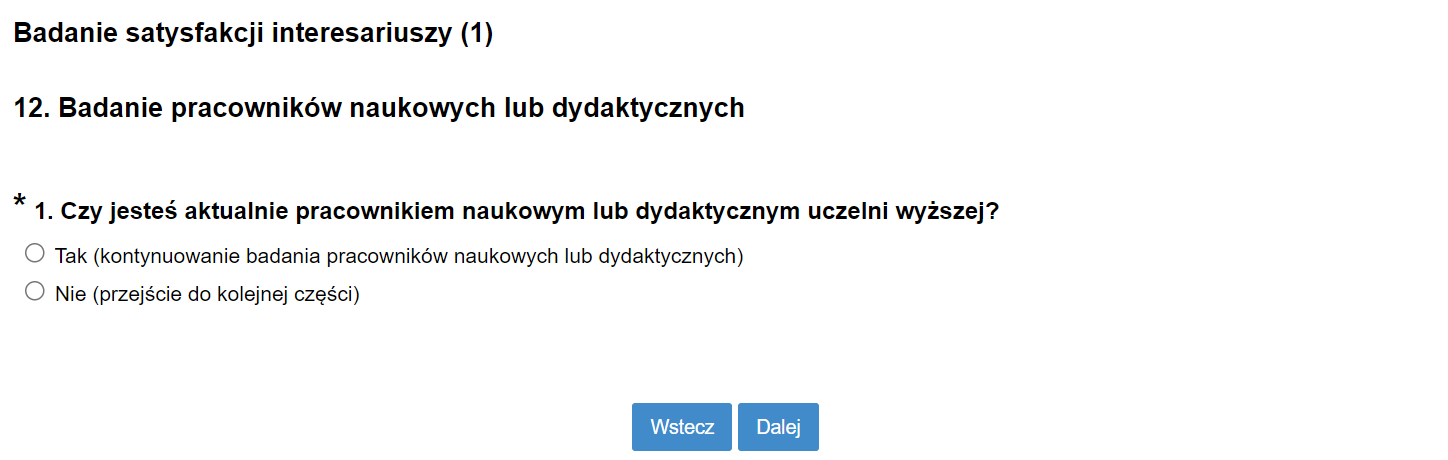 Badanie satysfakcji interesariuszy (1)
12. Badanie pracowników naukowych lub dydaktycznych
* 1. Czy jesteś aktualnie pracownikiem naukowym lub dydaktycznym uczelni wyższej?
Tak (kontynuowanie badania pracowników naukowych lub dydaktycznych)
Nie (przejście do kolejnej części)
Wstecz Dalej